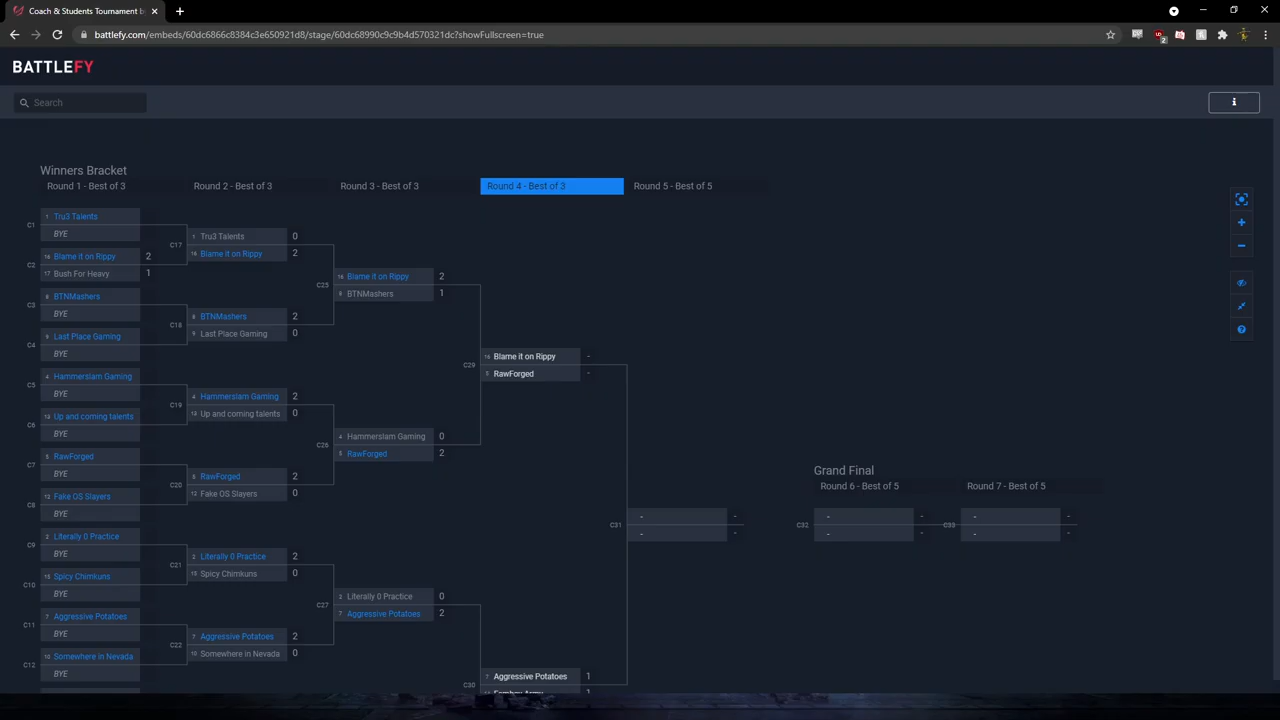 Coach & Students Tournament b
battlefy.com/embeds/60dc6866c8384c3e650921d8/stage/60dc68990c9c9b4d570321dc?showFullscreen=true
BATTLEFY
Search
Winners Bracket
Round 1 - Best of 3
Round 2 - Best of 3
Round 3 - Best of 3
Round 4 - Best of 3
Round 5 - Best of 5
C1
1 Tru3 Talents
BYE
C2
16 Blame it on Rippy 2
17 Bush For Heavy 1
C3
8 BTNMashers
BYE
C4
9 Last Place Gaming
BYE
C5
4 Hammerslam Gaming
BYE
C6
13 Up and coming talents
BYE
C7
5 RawForged
BYE
C8
12 Fake OS Slayers
BYE
C9
2 Literally 0 Practice
BYE
C10
15 Spicy Chimkuns
BYE
C11
7 Aggressive Potatoes
BYE
C12
10 Somewhere in Nevada
BYE
C17
1 Tru3 Talents 0
16 Blame it on Rippy 2
C18
BTNMashers 2
9 Last Place Gaming 0
C19
4 Hammerslam Gaming 2
13 Up and coming talents 0
C20
RawForged 2
12 Fake OS Slayers 0
C21
2 Literally 0 Practice 2
15 Spicy Chimkuns 0
C22
7 Aggressive Potatoes 2
10 Somewhere in Nevada 0
C25
16 Blame it on Rippy 2
BTNMashers 1
C26
4 Hammerslam Gaming 0
5 RawForged 2
C27
2 Literally 0 Practice 0
7 Aggressive Potatoes 2
C29
16 Blame it on Rippy -
5 RawForged -
C30
7 Aggressive Potatoes 1
C31
- -
- -
Grand Final
Round 6 - Best of 5
Round 7 - Best of 5
C32
- -
- -
C33
- -
- -